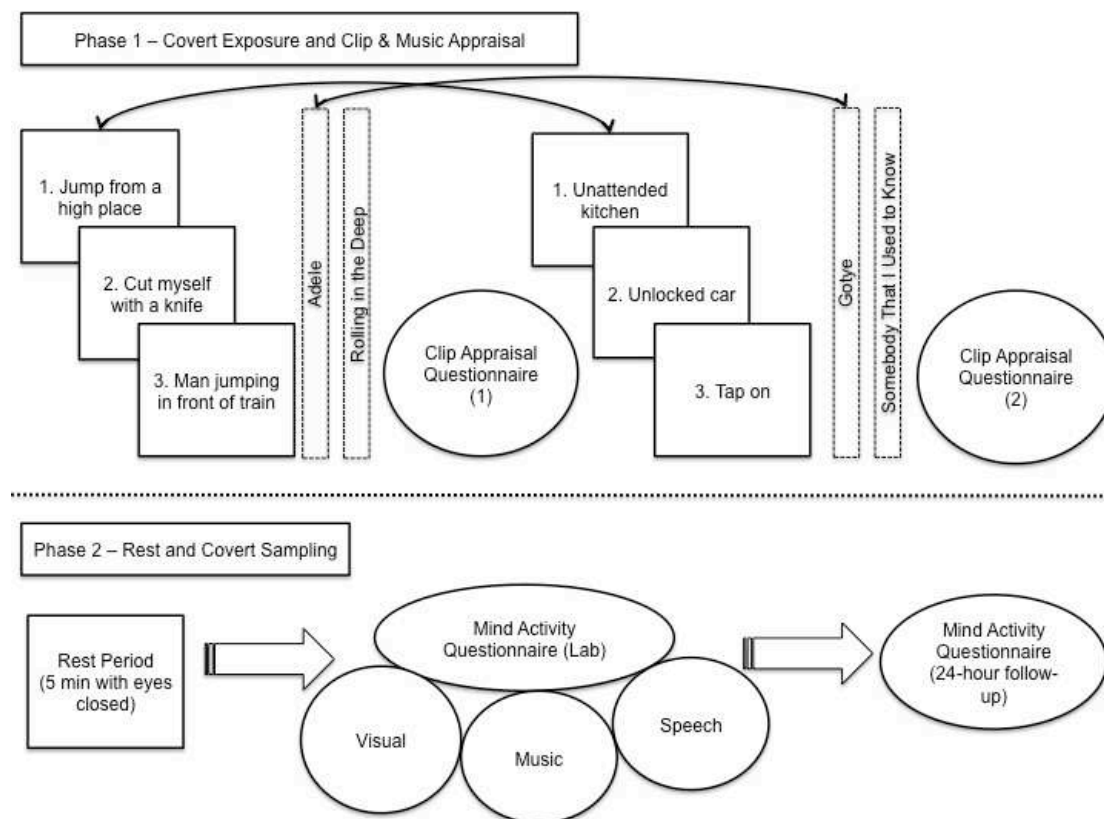 Phase 1 – Covert Exposure and Clip & Music Appraisal
1. Jump from a
high place
2. Cut myself
with a knife
3. Man jumping
in front of train
Adele
Rolling in the Deep
Clip Appraisal
Questionnaire
(1)
1. Unattended
kitchen
2. Unlocked car
3. Tap on
Gotye
Somebody That I Used to Know
Clip Appraisal
Questionnaire
(2)
Phase 2 – Rest and Covert Sampling
Rest Period
(5 min with eyes
closed)
Mind Activity
Questionnaire (Lab)
Visual
Music
Speech
Mind Activity
Questionnaire
(24-hour follow-
up)